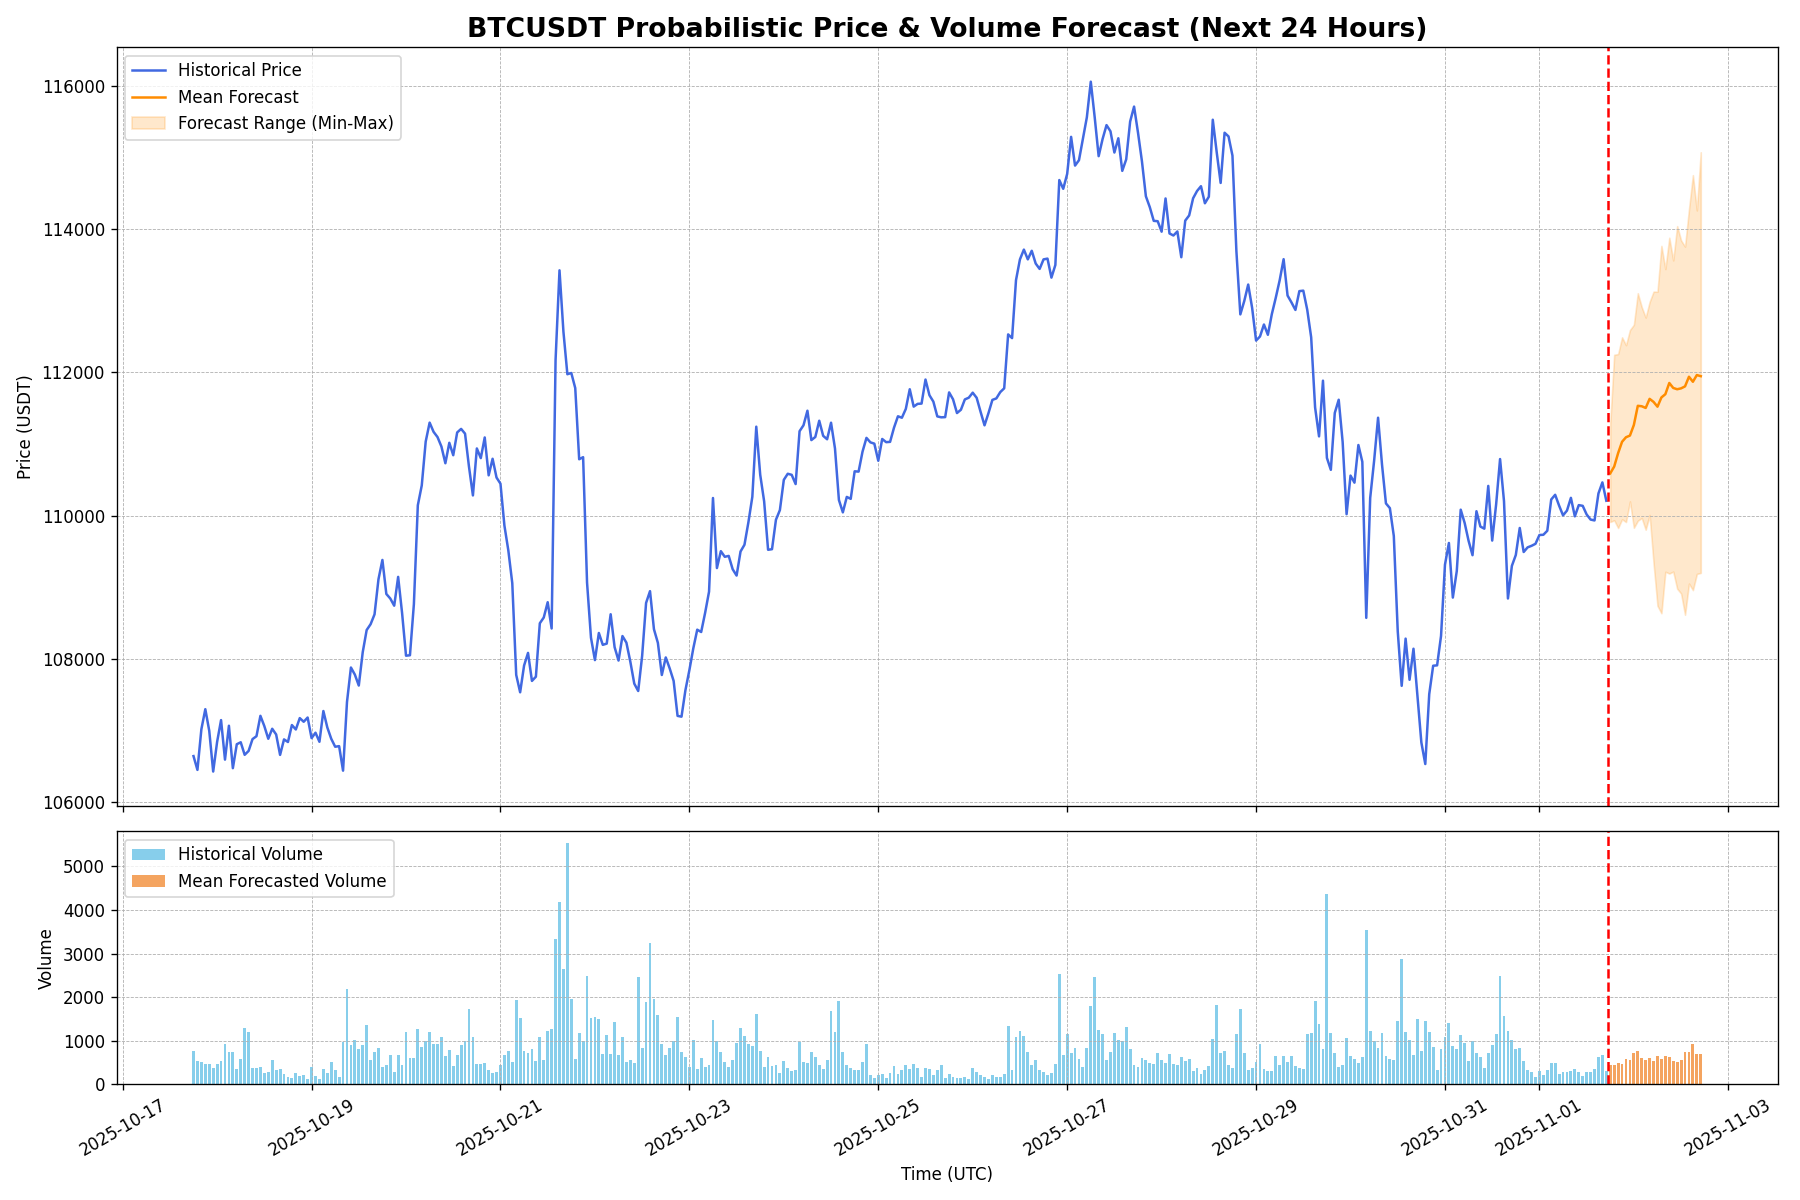 BTCUSDT Probabilistic Price & Volume Forecast (Next 24 Hours)
Historical Price
Mean Forecast
Forecast Range (Min-Max)
116000
114000
112000
110000
108000
106000
Price (USDT)
Historical Volume
Mean Forecasted Volume
5000
4000
3000
2000
1000
0
Volume
2025-10-17
2025-10-19
2025-10-21
2025-10-23
2025-10-25
2025-10-27
2025-10-29
2025-10-31
2025-11-01
2025-11-03
Time (UTC)